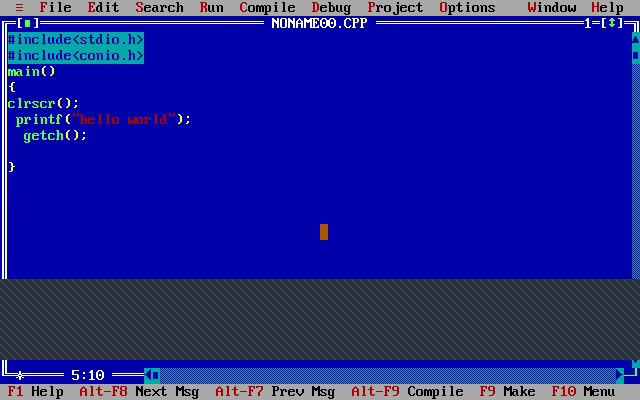 ≡ File Edit Search Run Compile Debug Project Options Window Help
[■] NONAME00.CPP 1=[↕]
#include<stdio.h>
#include<conio.h>
main()
{
clrscr();
printf("hello world");
getch();
}
5:10
F1 Help Alt-F8 Next Msg Alt-F7 Prev Msg Alt-F9 Compile F9 Make F10 Menu